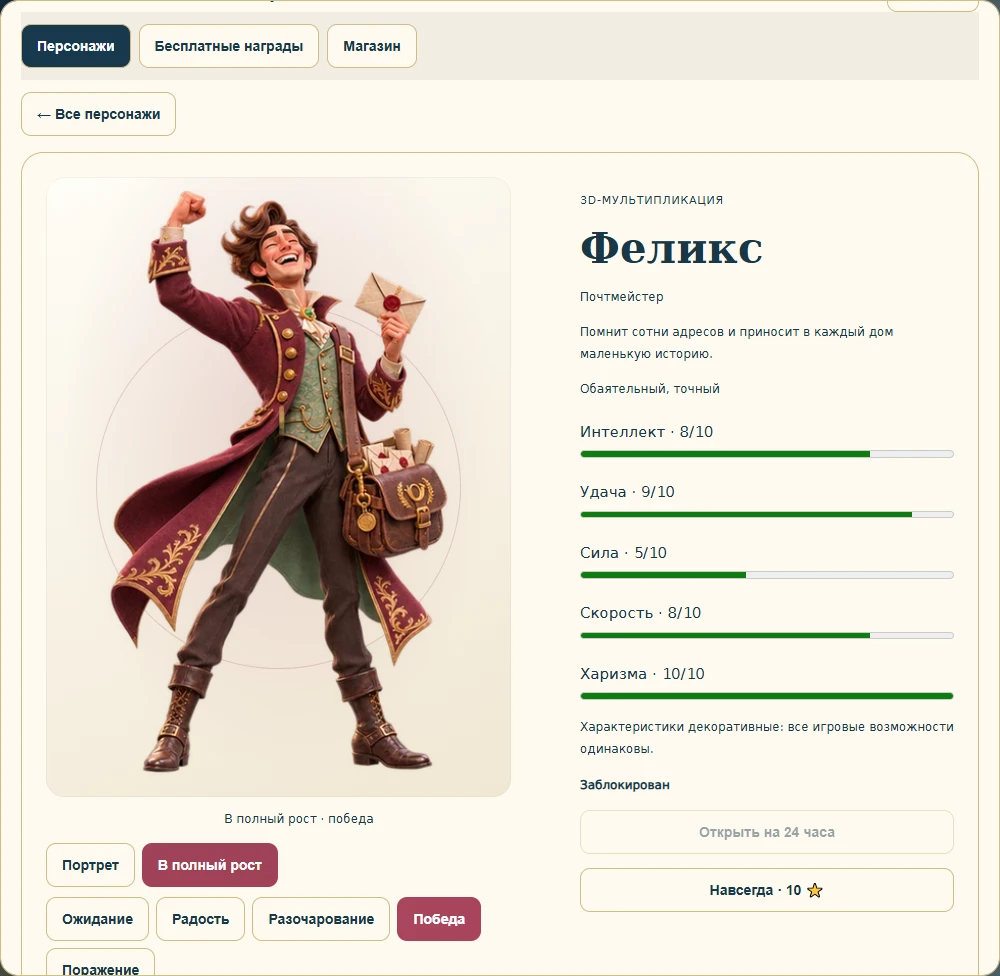 Персонажи
Бесплатные награды
Магазин
← Все персонажи
3D-МУЛЬТИПЛИКАЦИЯ
Феликс
Почтмейстер
Помнит сотни адресов и приносит в каждый дом
маленькую историю.
Обаятельный, точный
Интеллект · 8/10
Удача · 9/10
Сила · 5/10
Скорость · 8/10
Харизма · 10/10
Характеристики декоративные: все игровые возможности
одинаковы.
Заблокирован
Открыть на 24 часа
Навсегда · 10 ⭐
В полный рост · победа
Портрет
В полный рост
Ожидание
Радость
Разочарование
Победа
Поражение